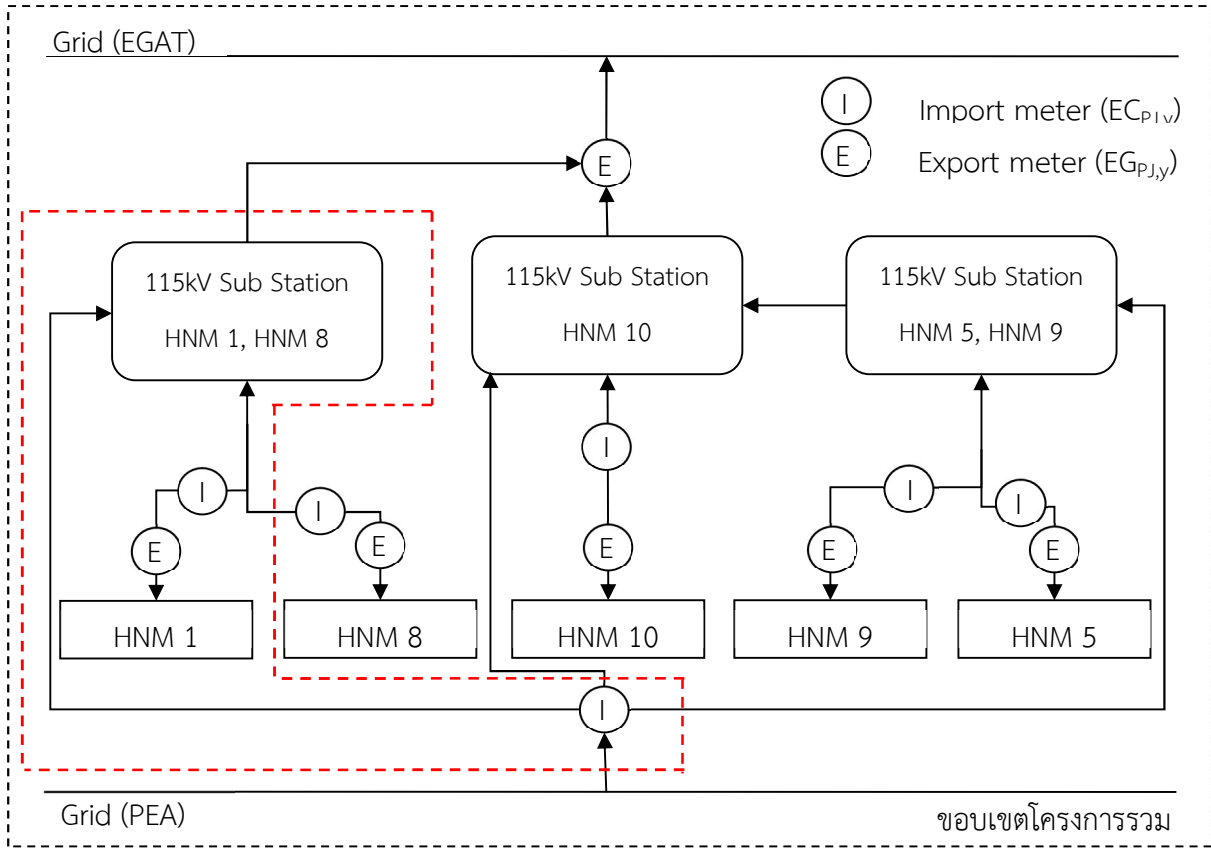 Grid (EGAT)
I Import meter (EC_PJ,y)
E Export meter (EG_PJ,y)
E
115kV Sub Station
HNM 1, HNM 8
115kV Sub Station
HNM 10
115kV Sub Station
HNM 5, HNM 9
I
I
I
I
I
E
E
E
E
E
HNM 1
HNM 8
HNM 10
HNM 9
HNM 5
I
Grid (PEA)
ขอบเขตโครงการรวม